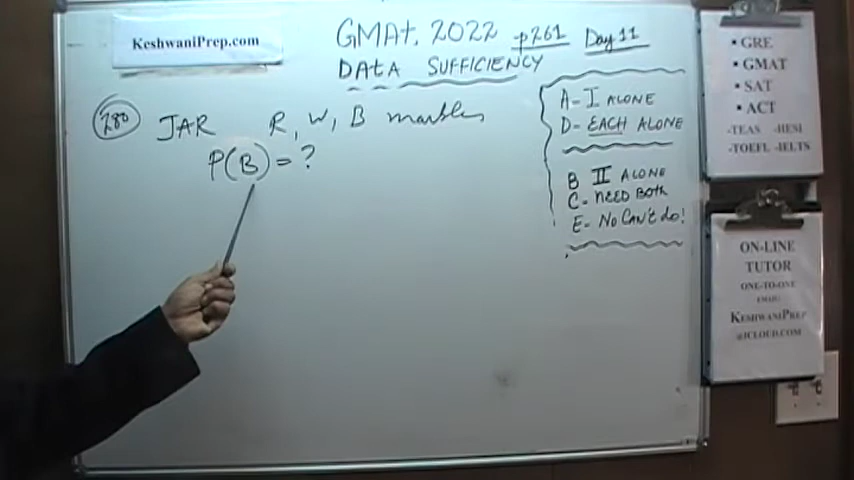 KeshwaniPrep.com
GMAt, 2022 p261 Day 11
DAtA SUFFICIENCY
280 JAR R, W, B marbles
P(B) = ?
A- I ALONE
D- EACH ALONE
B II ALONE
C- NEED BOTH
E- No CAN't do!
• GRE
• GMAT
• SAT
• ACT
-TEAS -HESI
-TOEFL -IELTS
ON-LINE
TUTOR
ONE-TO-ONE
KESHWANIPREP
@ICLOUD.COM